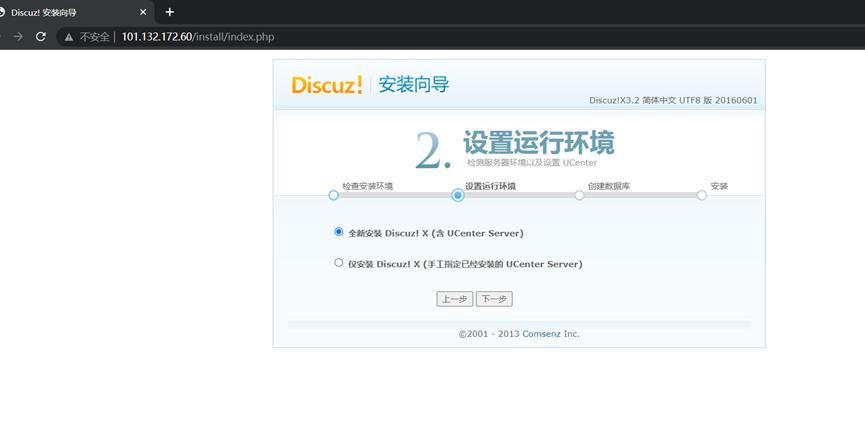 Discuz! 安装向导
不安全 | 101.132.172.60/install/index.php
Discuz! 安装向导
Discuz!X3.2 简体中文 UTF8 版 20160601
2. 设置运行环境
检测服务器环境以及设置 UCenter
检查安装环境 设置运行环境 创建数据库 安装
全新安装 Discuz! X (含 UCenter Server)
仅安装 Discuz! X (手工指定已经安装的 UCenter Server)
上一步 下一步
©2001 - 2013 Comsenz Inc.